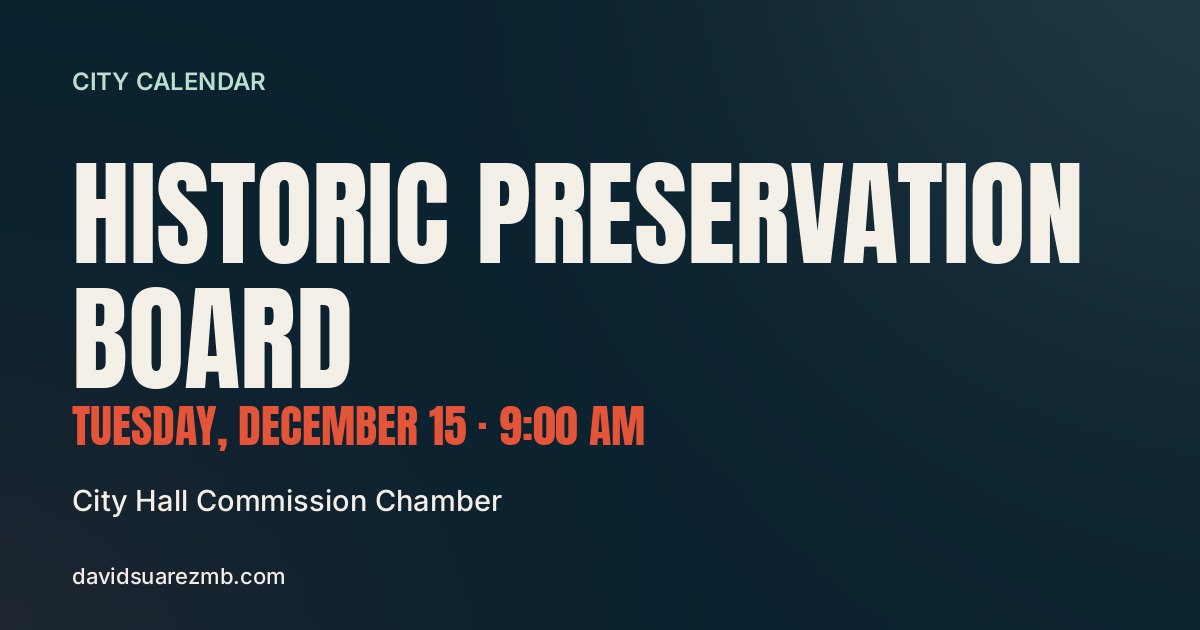 CITY CALENDAR
HISTORIC PRESERVATION
BOARD
TUESDAY, DECEMBER 15 · 9:00 AM
City Hall Commission Chamber
davidsuarezmb.com